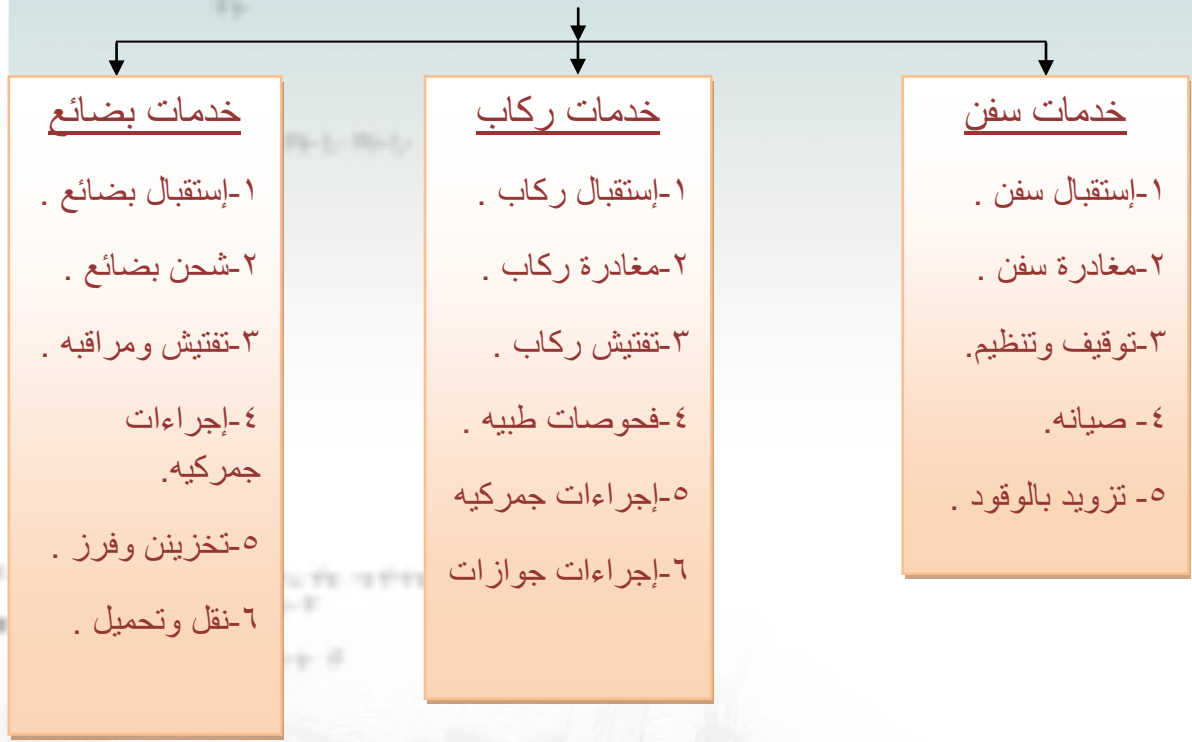 خدمات سفن
١-إستقبال سفن .
٢-مغادرة سفن .
٣-توقيف وتنظيم.
٤- صيانه.
٥- تزويد بالوقود .
خدمات ركاب
١-إستقبال ركاب .
٢-مغادرة ركاب .
٣-تفتيش ركاب .
٤-فحوصات طبيه .
٥-إجراءات جمركيه
٦-إجراءات جوازات
خدمات بضائع
١-إستقبال بضائع .
٢-شحن بضائع .
٣-تفتيش ومراقبه .
٤-إجراءات
جمركيه.
٥-تخزينن وفرز .
٦-نقل وتحميل .